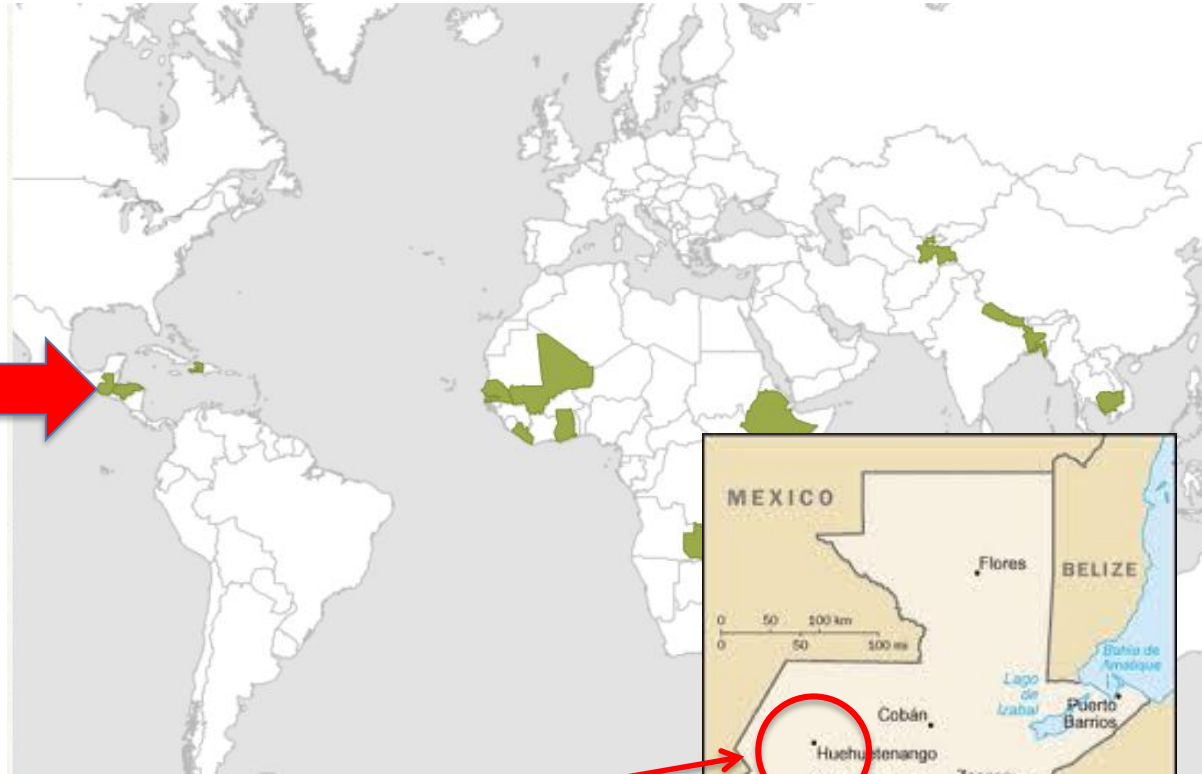 MEXICO
Flores
BELIZE
0 50 100 km
0 50 100 mi
Bahía de
Amatique
Lago
de
Izabal
Puerto
Barrios
Cobán
Huehuetenango